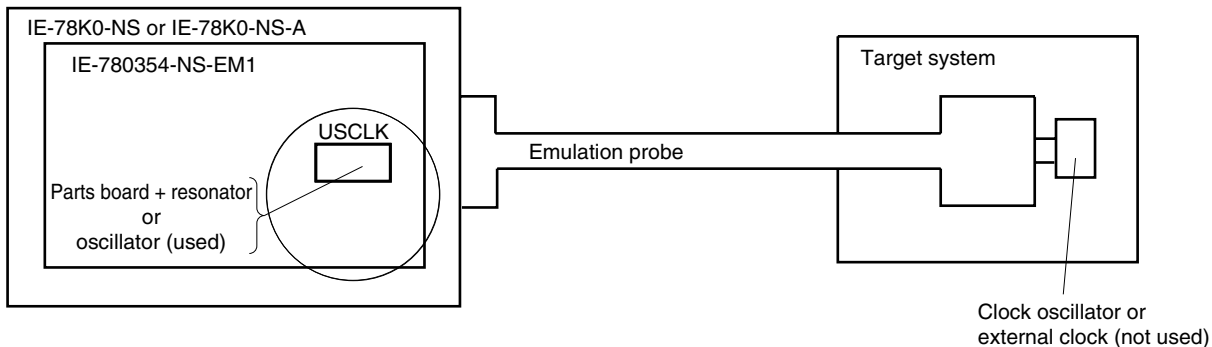 IE-78K0-NS or IE-78K0-NS-A
IE-780354-NS-EM1
USCLK
Parts board + resonator
or
oscillator (used)
Emulation probe
Target system
Clock oscillator or
external clock (not used)